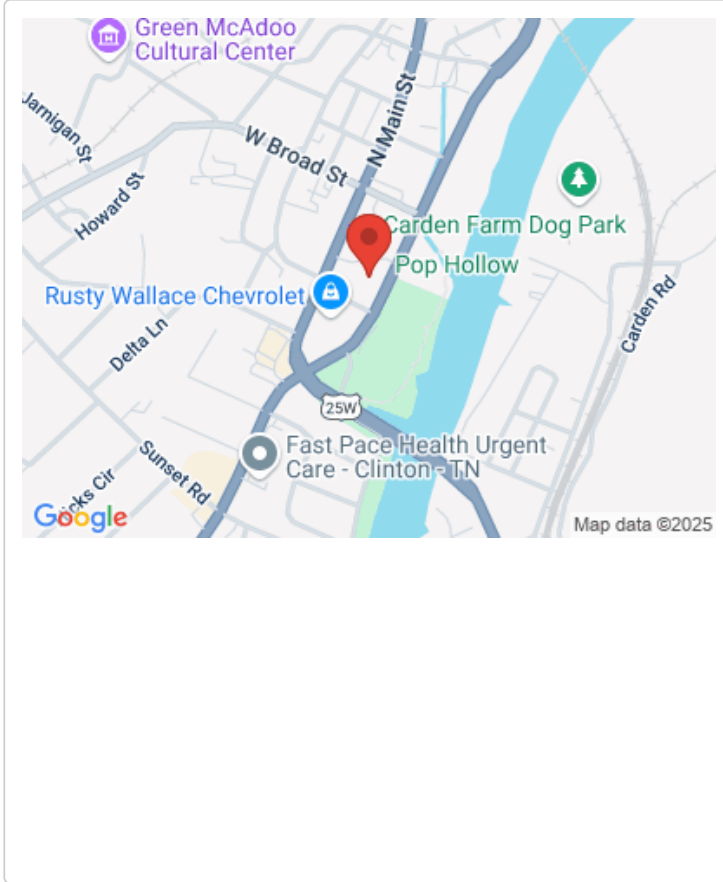 Green McAdoo
Cultural Center
Jarnigan St
N Main St
W Broad St
Howard St
Carden Farm Dog Park
Pop Hollow
Rusty Wallace Chevrolet
Carden Rd
Delta Ln
25W
Fast Pace Health Urgent
Care - Clinton - TN
Sunset Rd
icks Cir
Google
Map data ©2025